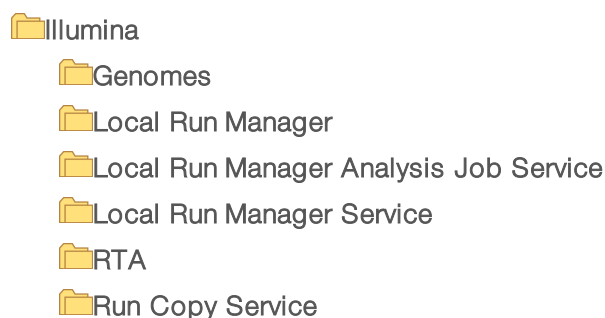 Illumina
Genomes
Local Run Manager
Local Run Manager Analysis Job Service
Local Run Manager Service
RTA
Run Copy Service